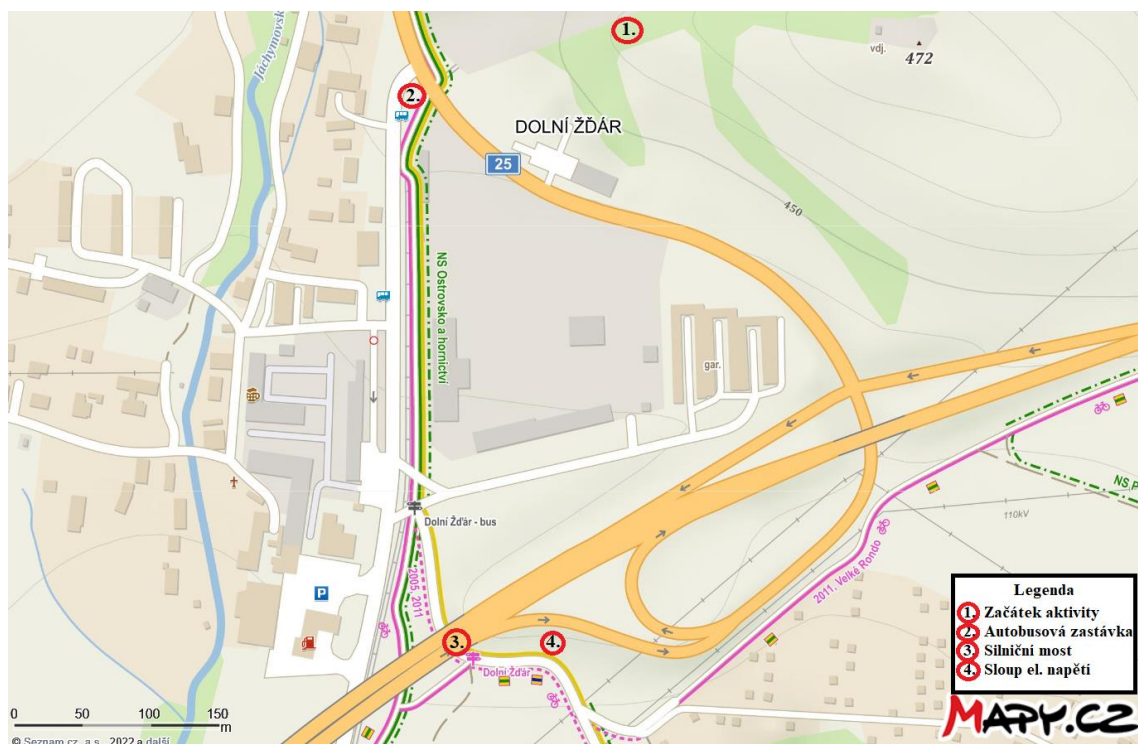 1.
vdj.
472
Jáchymovsk
2.
DOLNÍ ŽĎÁR
25
450
NS Ostrovsko a hornictví
gar.
Dolní Žďár - bus
NS P
110kV
2005, 2011
P
2011, Velké Rondo
3.
4.
Dolní Žďár
Legenda
1. Začátek aktivity
2. Autobusová zastávka
3. Silniční most
4. Sloup el. napětí
0 50 100 150
m
MAPY.CZ
© Seznam.cz, a.s., 2022 a další